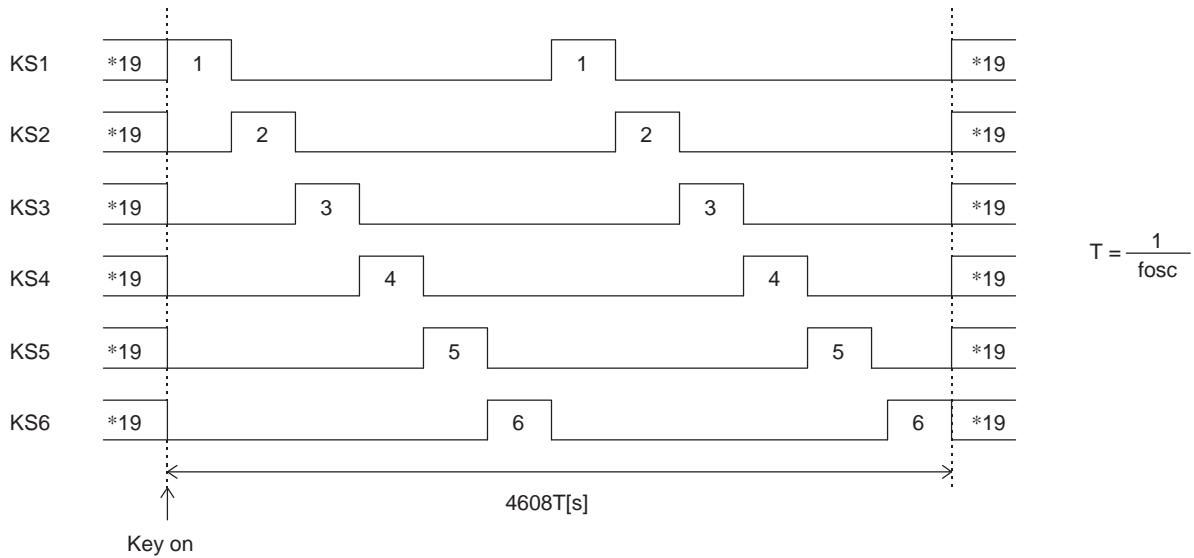 KS1 *19 1 1 *19
KS2 *19 2 2 *19
KS3 *19 3 3 *19
T = 1
fosc
KS4 *19 4 4 *19
KS5 *19 5 5 *19
KS6 *19 6 6 *19
4608T[s]
Key on